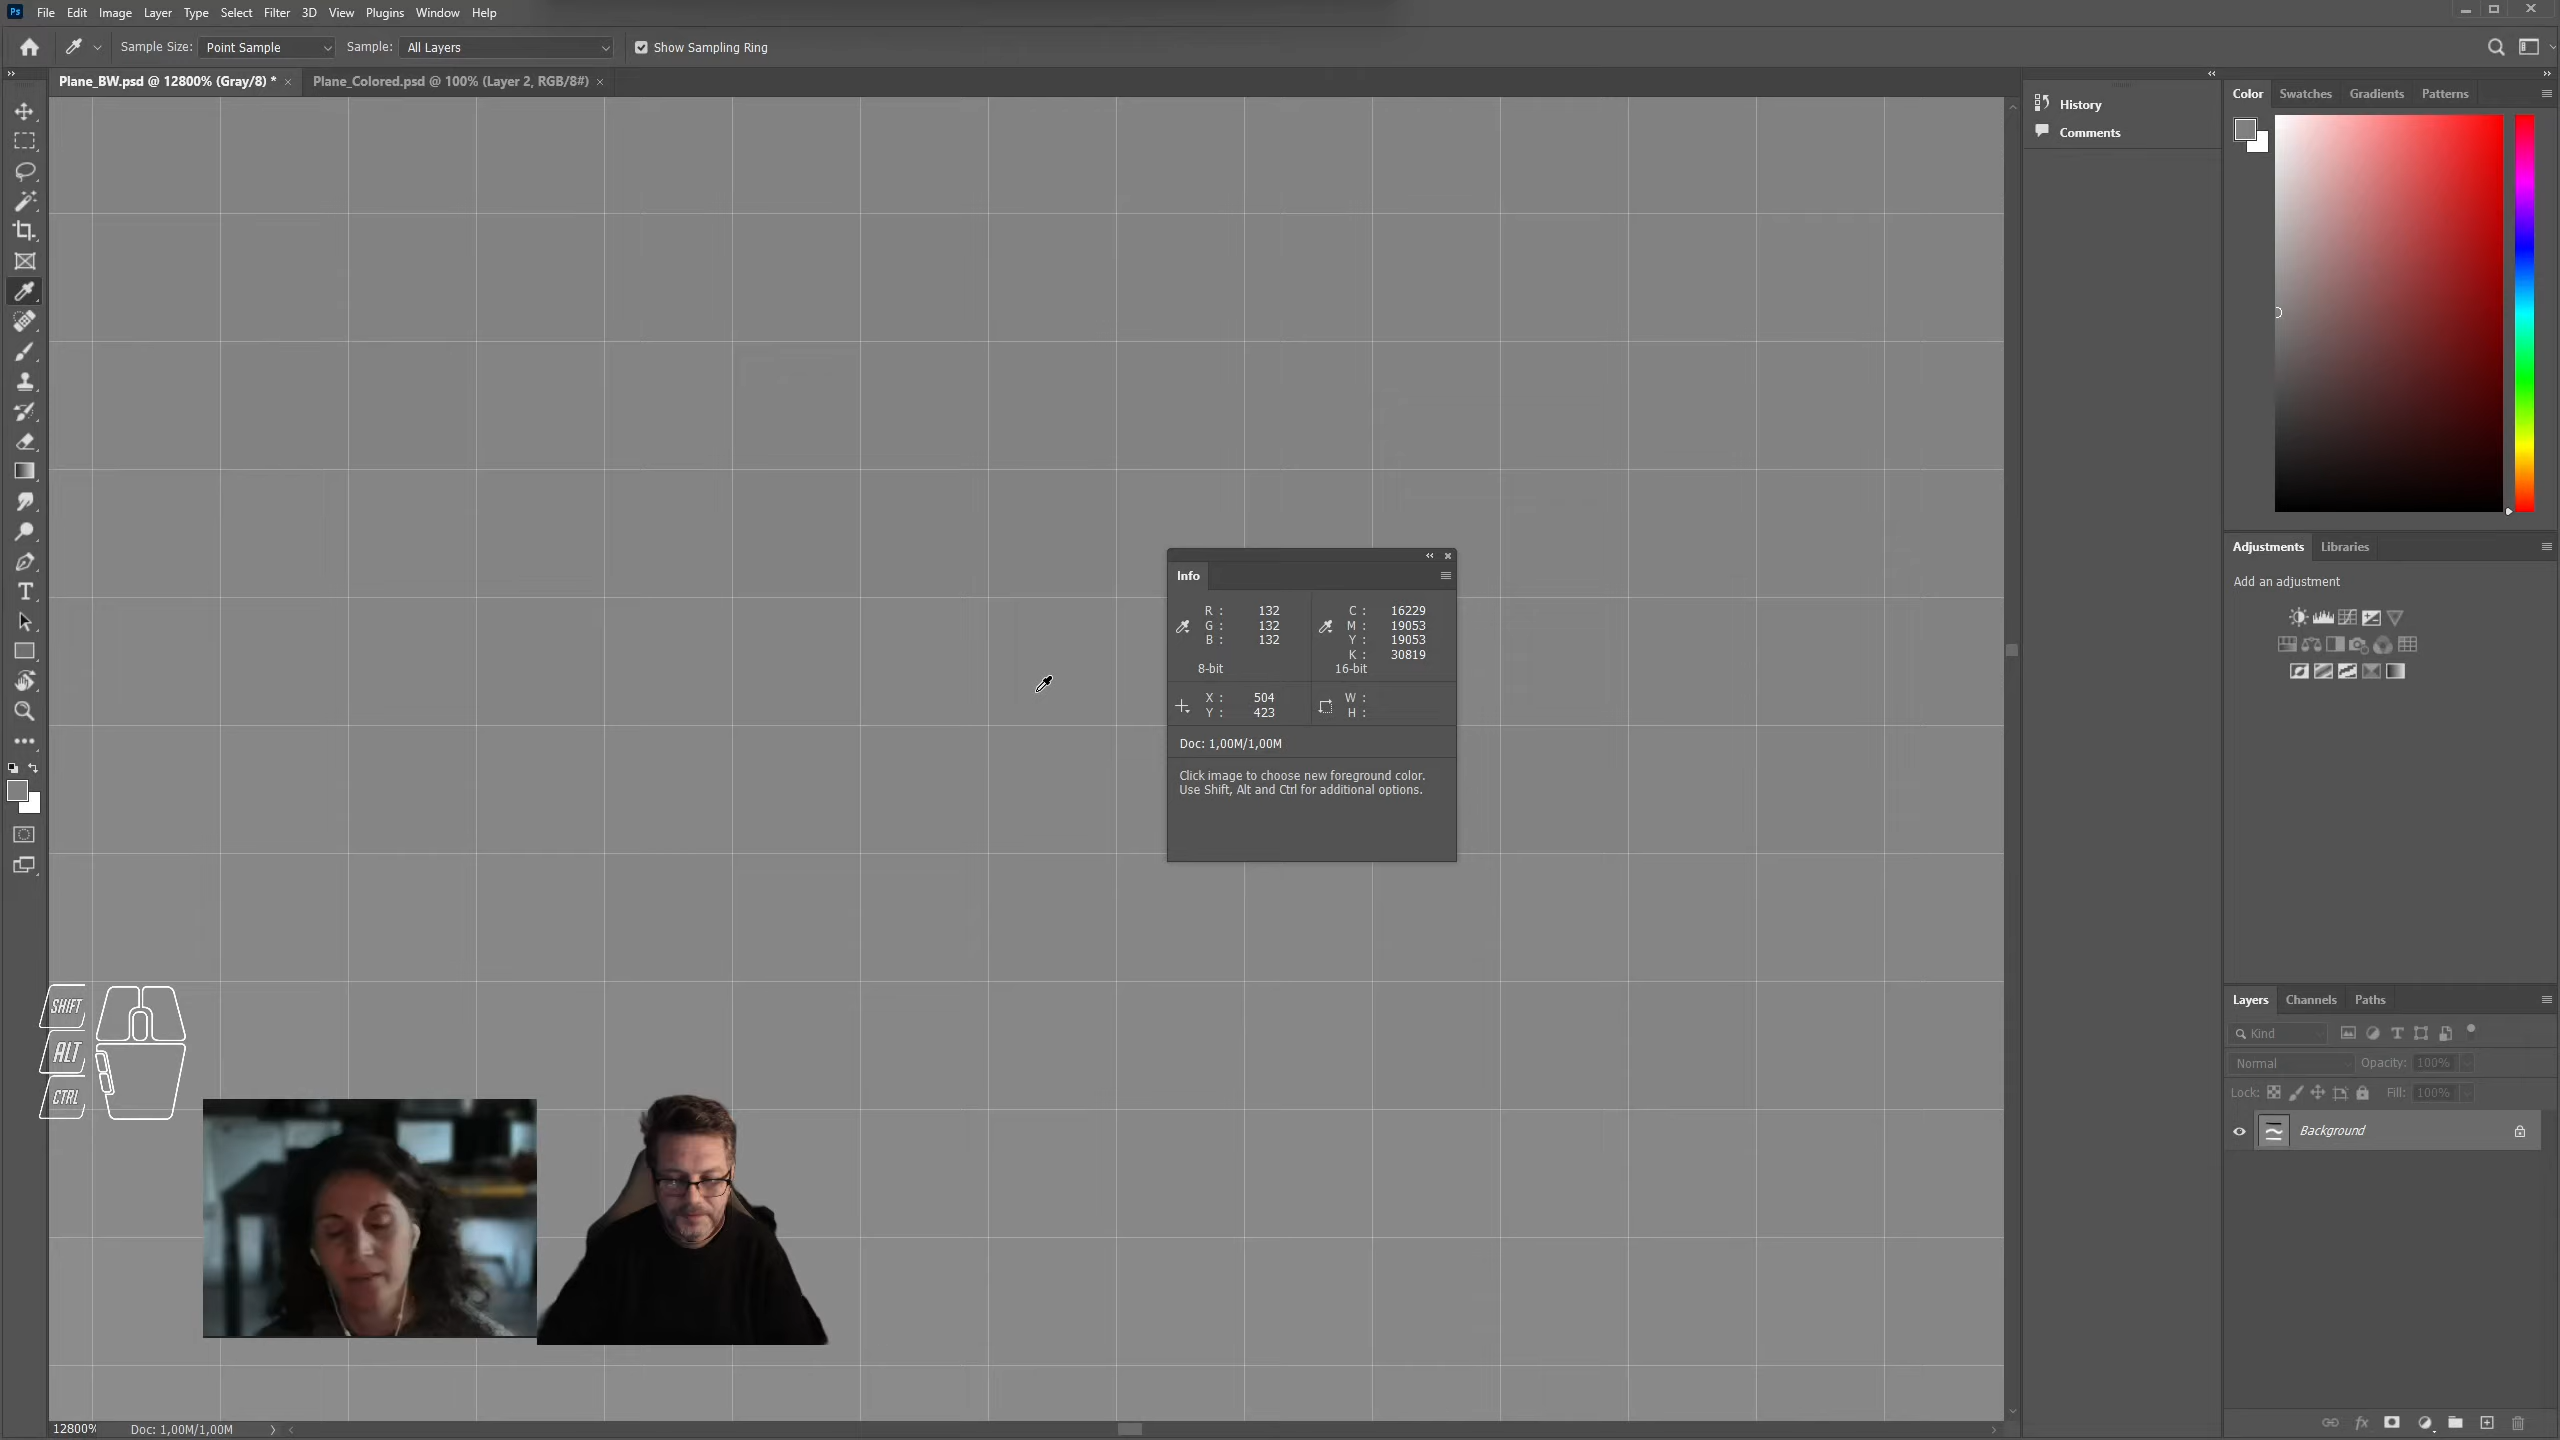 Ps File Edit Image Layer Type Select Filter 3D View Plugins Window Help
Sample Size: Point Sample Sample: All Layers Show Sampling Ring
Plane_BW.psd @ 12800% (Gray/8) * Plane_Colored.psd @ 100% (Layer 2, RGB/8#)
History
Comments
Color Swatches Gradients Patterns
Info
R : 132
G : 132
B : 132
8-bit
C : 16229
M : 19053
Y : 19053
K : 30819
16-bit
X : 504
Y : 423
W :
H :
Doc: 1,00M/1,00M
Click image to choose new foreground color.
Use Shift, Alt and Ctrl for additional options.
Adjustments Libraries
Add an adjustment
SHIFT
ALT
CTRL
Layers Channels Paths
Kind
Normal Opacity: 100%
Lock: Fill: 100%
Background
12800% Doc: 1,00M/1,00M
fx